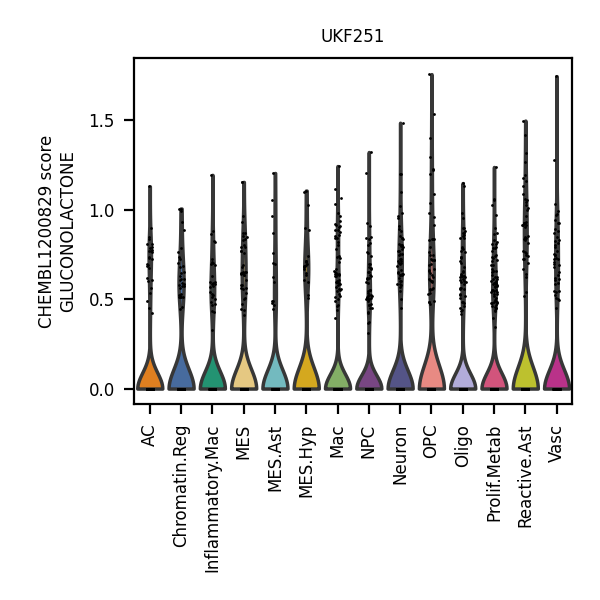 UKF251
CHEMBL1200829 score
GLUCONOLACTONE
1.5
1.0
0.5
0.0
AC
Chromatin.Reg
Inflammatory.Mac
MES
MES.Ast
MES.Hyp
Mac
NPC
Neuron
OPC
Oligo
Prolif.Metab
Reactive.Ast
Vasc